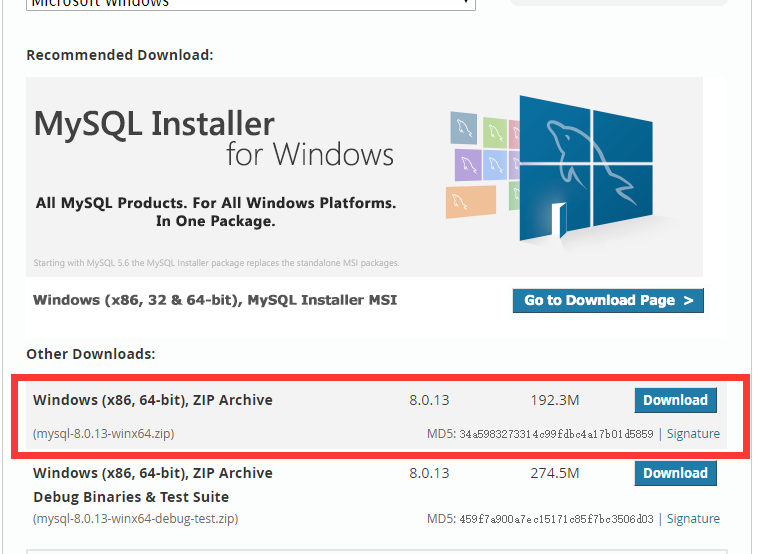 Microsoft Windows
Recommended Download:
MySQL Installer
for Windows
All MySQL Products. For All Windows Platforms.
In One Package.
Starting with MySQL 5.6 the MySQL Installer package replaces the standalone MSI packages.
Windows (x86, 32 & 64-bit), MySQL Installer MSI Go to Download Page >
Other Downloads:
Windows (x86, 64-bit), ZIP Archive 8.0.13 192.3M Download
(mysql-8.0.13-winx64.zip) MD5: 34a5983273314c99fdbc4a17b01d5859 | Signature
Windows (x86, 64-bit), ZIP Archive 8.0.13 274.5M Download
Debug Binaries & Test Suite
(mysql-8.0.13-winx64-debug-test.zip) MD5: 459f7a900a7ec15171c85f7bc3506d03 | Signature